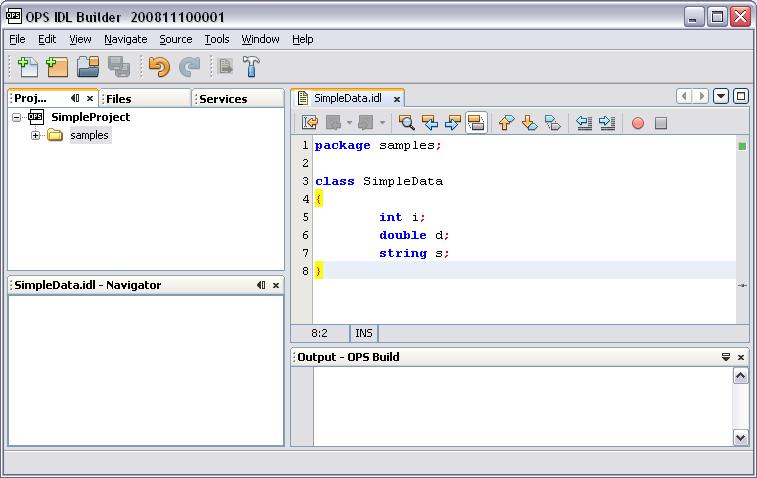 OPS IDL Builder 200811100001
File Edit View Navigate Source Tools Window Help
Proj... Files Services
OPS SimpleProject
samples
SimpleData.idl - Navigator
SimpleData.idl
1 package samples;
2
3 class SimpleData
4 {
5 int i;
6 double d;
7 string s;
8 }
8:2 INS
Output - OPS Build